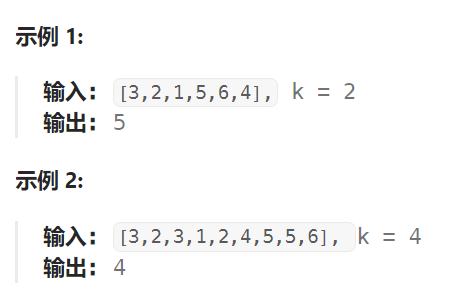 示例 1:
输入： [3,2,1,5,6,4], k = 2
输出： 5
示例 2:
输入： [3,2,3,1,2,4,5,5,6], k = 4
输出： 4